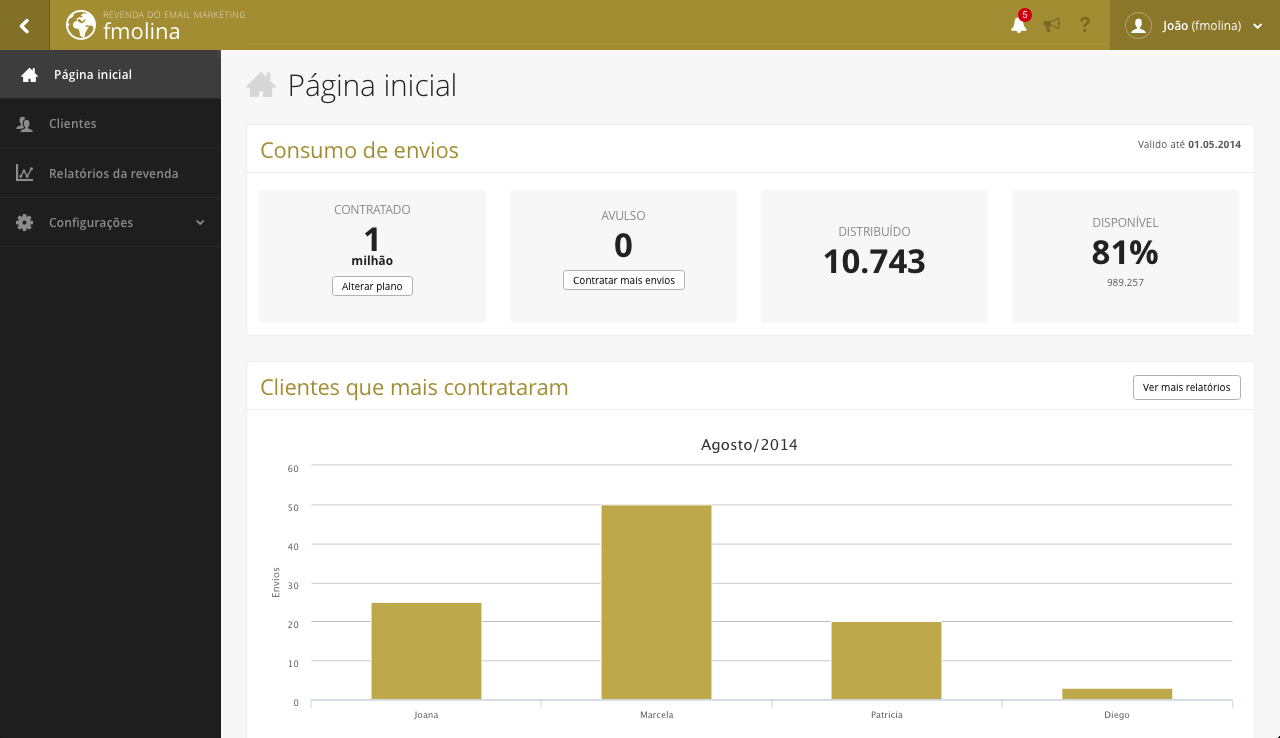 REVENDA DO EMAIL MARKETING
fmolina
5
?
João (fmolina)
Página inicial
Clientes
Relatórios da revenda
Configurações
Página inicial
Consumo de envios
Valido até 01.05.2014
CONTRATADO
1
milhão
Alterar plano
AVULSO
0
Contratar mais envios
DISTRIBUÍDO
10.743
DISPONÍVEL
81%
989.257
Clientes que mais contrataram
Ver mais relatórios
Agosto/2014
Envios
60
50
40
30
20
10
0
Joana
Marcela
Patricia
Diego